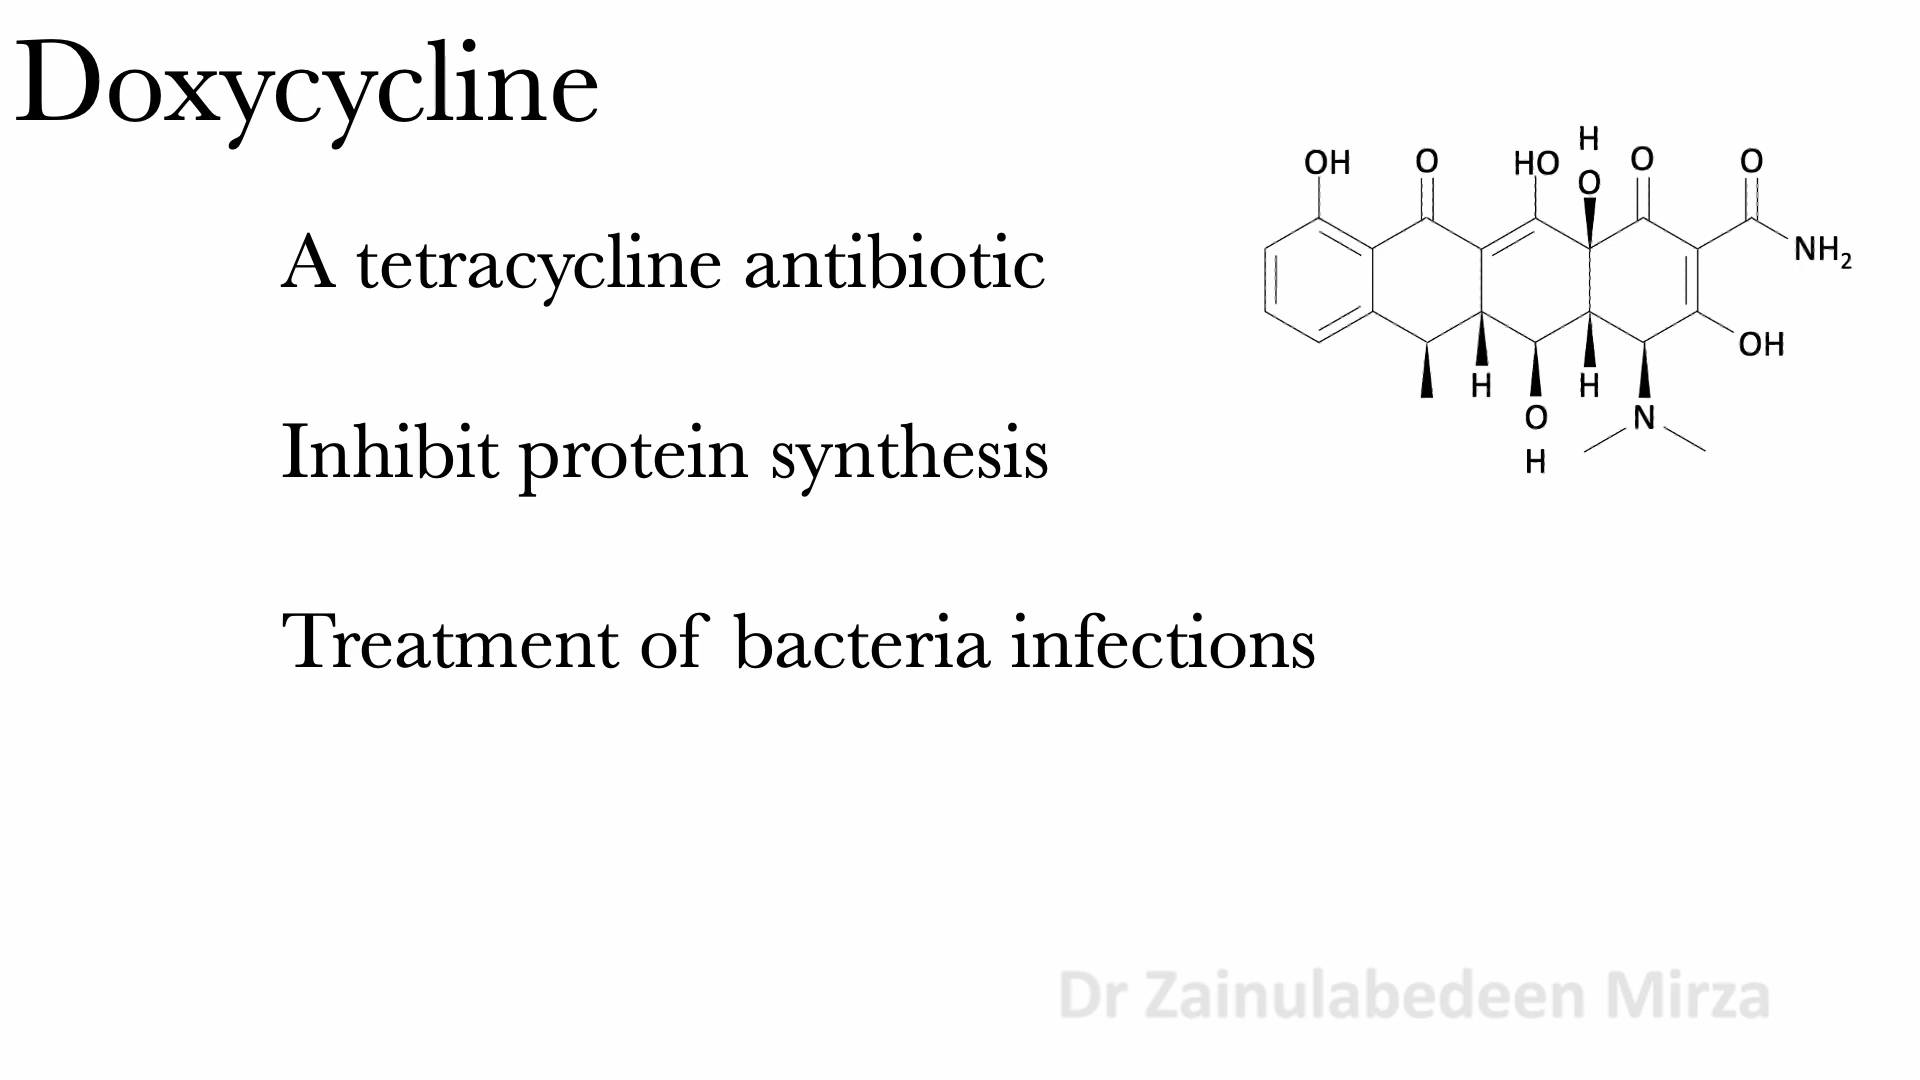 Doxycycline
A tetracycline antibiotic
Inhibit protein synthesis
Treatment of bacteria infections
H
OH O HO O O O
NH₂
OH
H H
O N
H
Dr Zainulabedeen Mirza